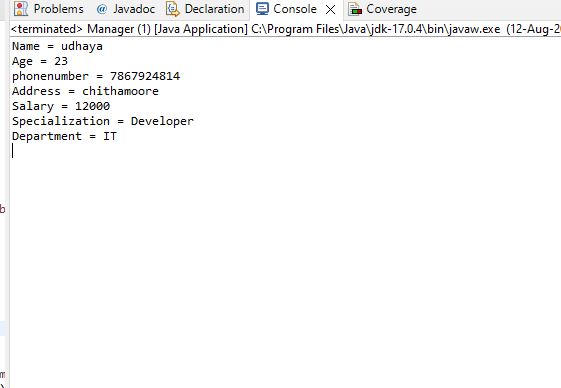 Problems @ Javadoc Declaration Console Coverage
<terminated> Manager (1) [Java Application] C:\Program Files\Java\jdk-17.0.4\bin\javaw.exe (12-Aug-2
Name = udhaya
Age = 23
phonenumber = 7867924814
Address = chithamoore
Salary = 12000
Specialization = Developer
Department = IT
b
m
)